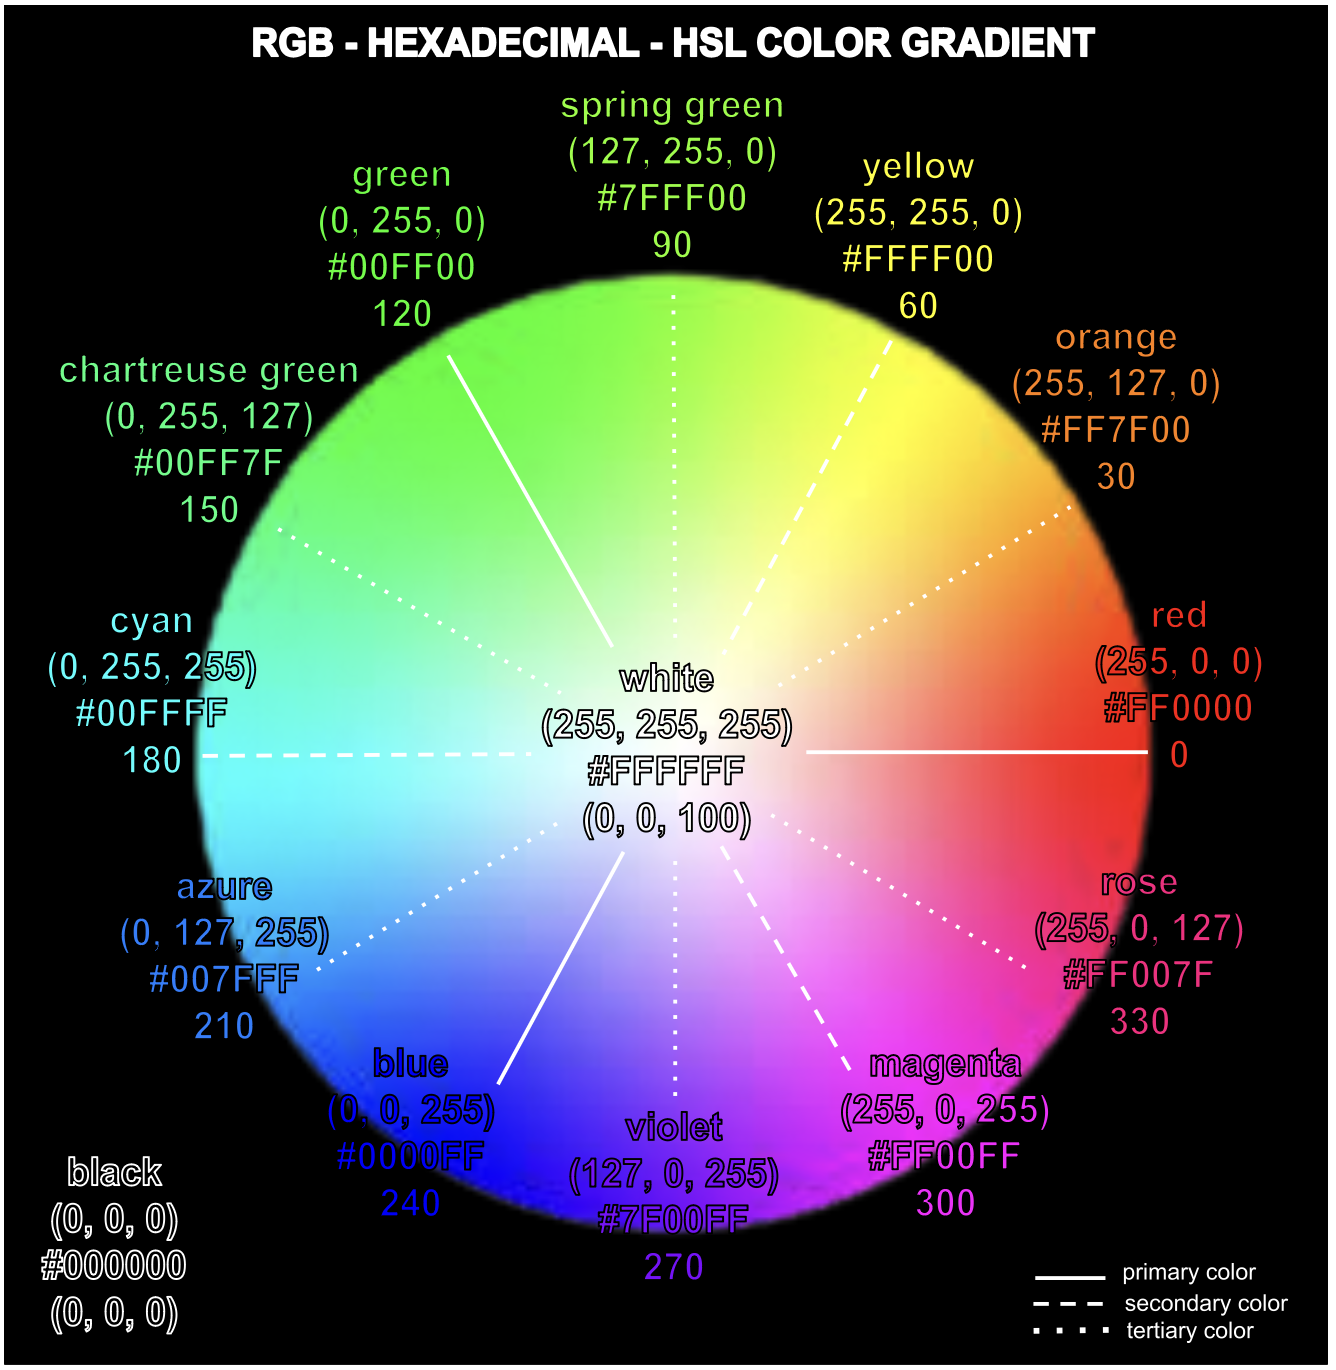 RGB - HEXADECIMAL - HSL COLOR GRADIENT
spring green
(127, 255, 0)
#7FFF00
90
green
(0, 255, 0)
#00FF00
120
yellow
(255, 255, 0)
#FFFF00
60
orange
(255, 127, 0)
#FF7F00
30
chartreuse green
(0, 255, 127)
#00FF7F
150
cyan
(0, 255, 255)
#00FFFF
180
white
(255, 255, 255)
#FFFFFF
(0, 0, 100)
red
(255, 0, 0)
#FF0000
0
azure
(0, 127, 255)
#007FFF
210
rose
(255, 0, 127)
#FF007F
330
blue
(0, 0, 255)
#0000FF
240
violet
(127, 0, 255)
#7F00FF
270
magenta
(255, 0, 255)
#FF00FF
300
black
(0, 0, 0)
#000000
(0, 0, 0)
primary color
secondary color
tertiary color